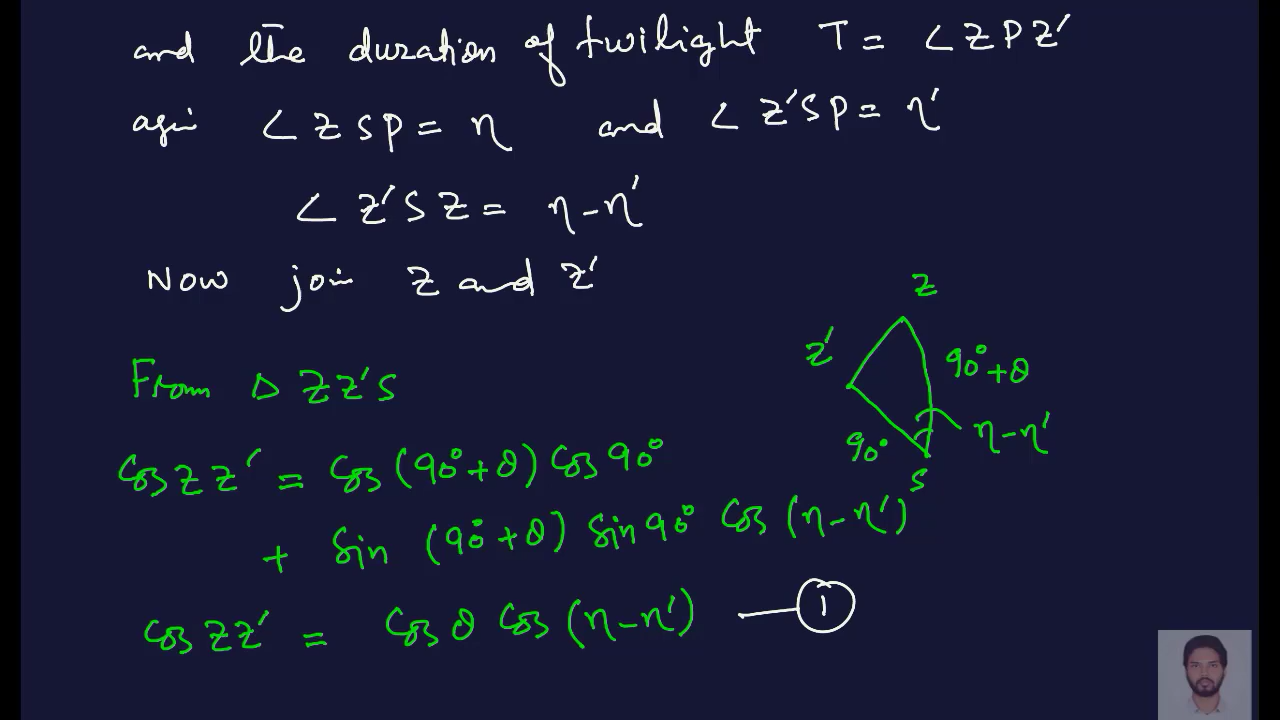 and the duration of twilight T = ∠ZPZ'
agin ∠ZSP = η and ∠Z'SP = η'
∠Z'SZ = η-η'
Now join Z and Z'
Z
Z'
90°+θ
From Δ ZZ'S
η-η'
90°
S
Cos ZZ' = Cos (90°+θ) Cos 90°
+ Sin (90°+θ) Sin 90° Cos (η-η')
Cos ZZ' = Cos θ Cos (η-η') — 1